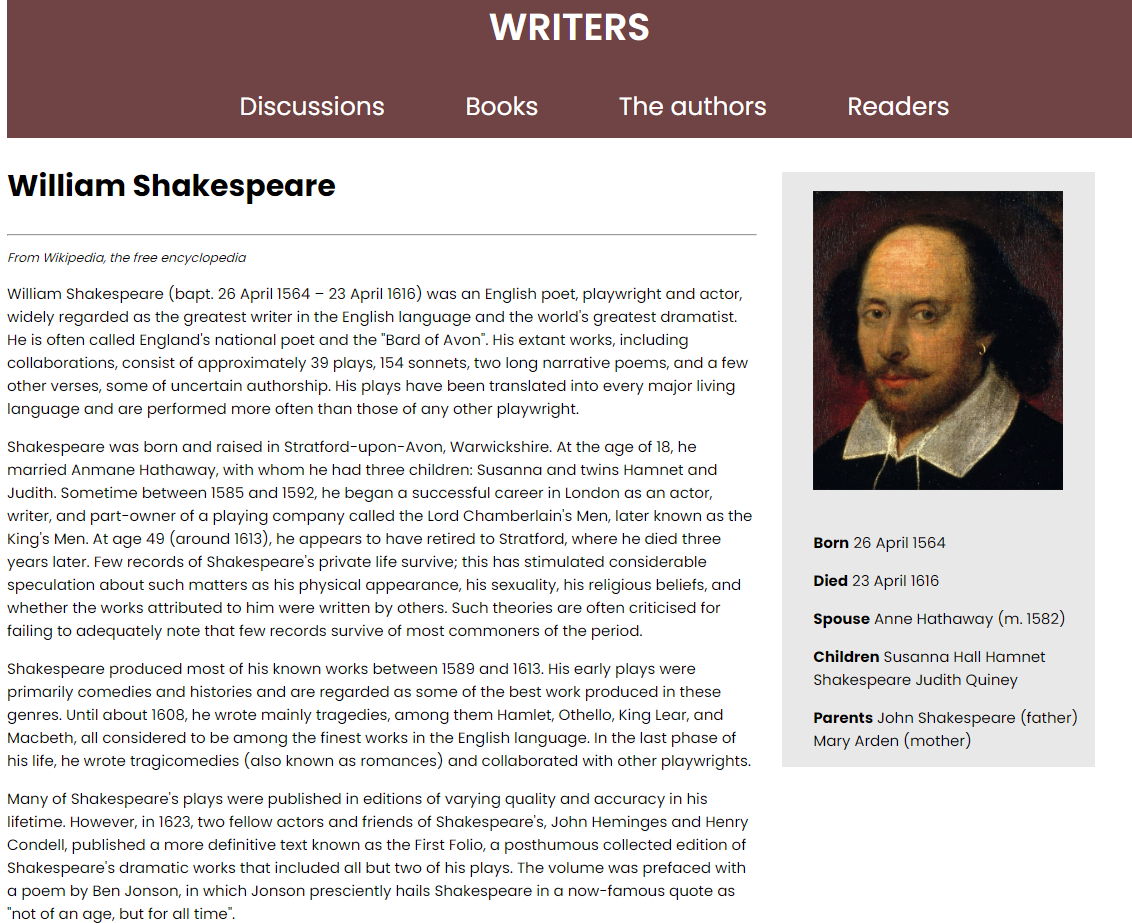 WRITERS
Discussions Books The authors Readers
William Shakespeare
From Wikipedia, the free encyclopedia
William Shakespeare (bapt. 26 April 1564 – 23 April 1616) was an English poet, playwright and actor,
widely regarded as the greatest writer in the English language and the world's greatest dramatist.
He is often called England's national poet and the "Bard of Avon". His extant works, including
collaborations, consist of approximately 39 plays, 154 sonnets, two long narrative poems, and a few
other verses, some of uncertain authorship. His plays have been translated into every major living
language and are performed more often than those of any other playwright.
Shakespeare was born and raised in Stratford-upon-Avon, Warwickshire. At the age of 18, he
married Anmane Hathaway, with whom he had three children: Susanna and twins Hamnet and
Judith. Sometime between 1585 and 1592, he began a successful career in London as an actor,
writer, and part-owner of a playing company called the Lord Chamberlain's Men, later known as the
King's Men. At age 49 (around 1613), he appears to have retired to Stratford, where he died three
years later. Few records of Shakespeare's private life survive; this has stimulated considerable
speculation about such matters as his physical appearance, his sexuality, his religious beliefs, and
whether the works attributed to him were written by others. Such theories are often criticised for
failing to adequately note that few records survive of most commoners of the period.
Shakespeare produced most of his known works between 1589 and 1613. His early plays were
primarily comedies and histories and are regarded as some of the best work produced in these
genres. Until about 1608, he wrote mainly tragedies, among them Hamlet, Othello, King Lear, and
Macbeth, all considered to be among the finest works in the English language. In the last phase of
his life, he wrote tragicomedies (also known as romances) and collaborated with other playwrights.
Many of Shakespeare's plays were published in editions of varying quality and accuracy in his
lifetime. However, in 1623, two fellow actors and friends of Shakespeare's, John Heminges and Henry
Condell, published a more definitive text known as the First Folio, a posthumous collected edition of
Shakespeare's dramatic works that included all but two of his plays. The volume was prefaced with
a poem by Ben Jonson, in which Jonson presciently hails Shakespeare in a now-famous quote as
"not of an age, but for all time".
Born 26 April 1564
Died 23 April 1616
Spouse Anne Hathaway (m. 1582)
Children Susanna Hall Hamnet
Shakespeare Judith Quiney
Parents John Shakespeare (father)
Mary Arden (mother)